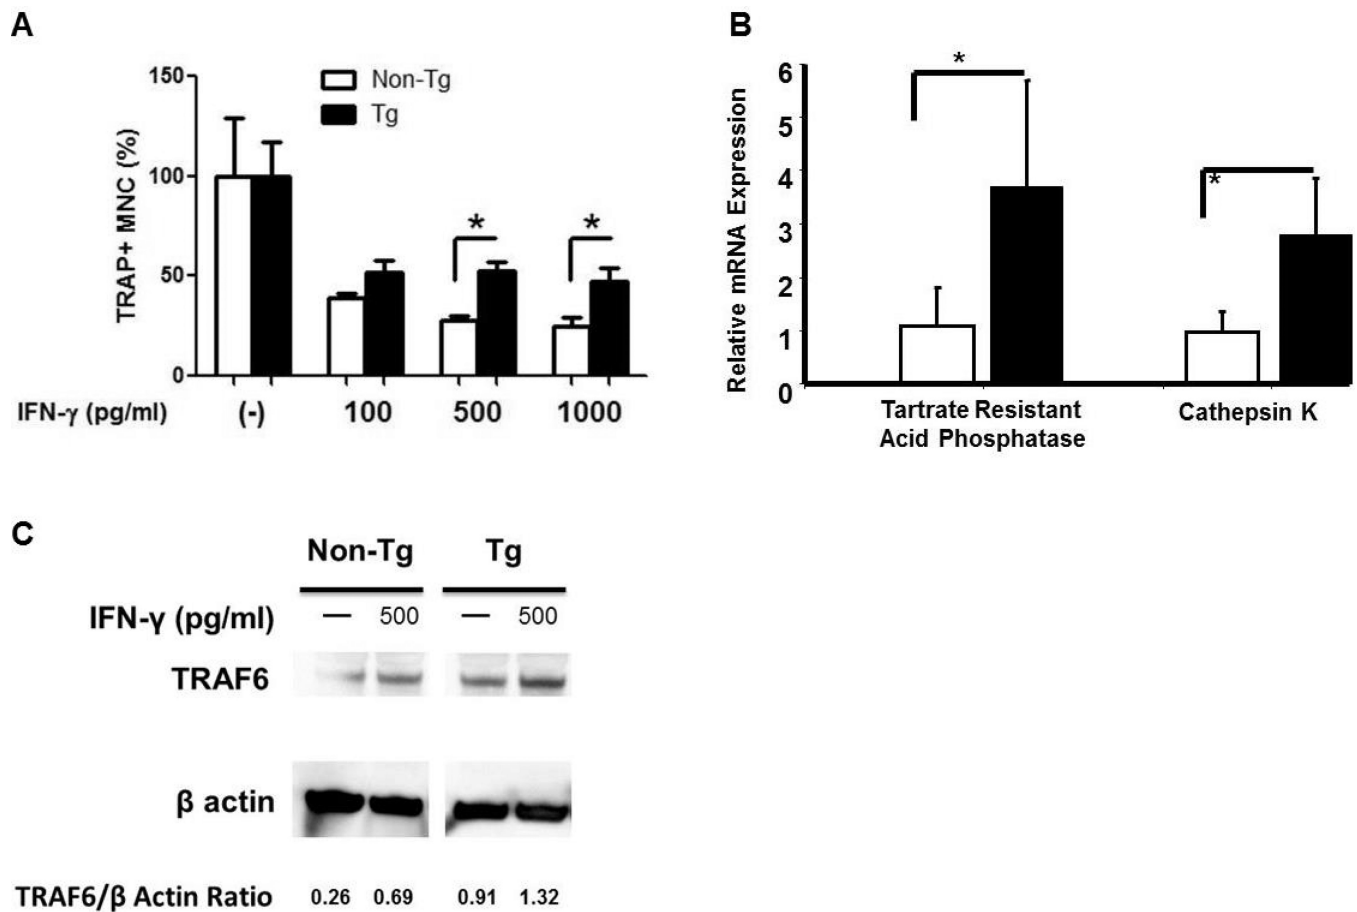 A
150
100
50
0
TRAP+ MNC (%)
Non-Tg
Tg
*
*
IFN-γ (pg/ml) (-) 100 500 1000
B
6
5
4
3
2
1
0
Relative mRNA Expression
*
*
Tartrate Resistant
Acid Phosphatase
Cathepsin K
C
Non-Tg Tg
IFN-γ (pg/ml) — 500 — 500
TRAF6
β actin
TRAF6/β Actin Ratio 0.26 0.69 0.91 1.32